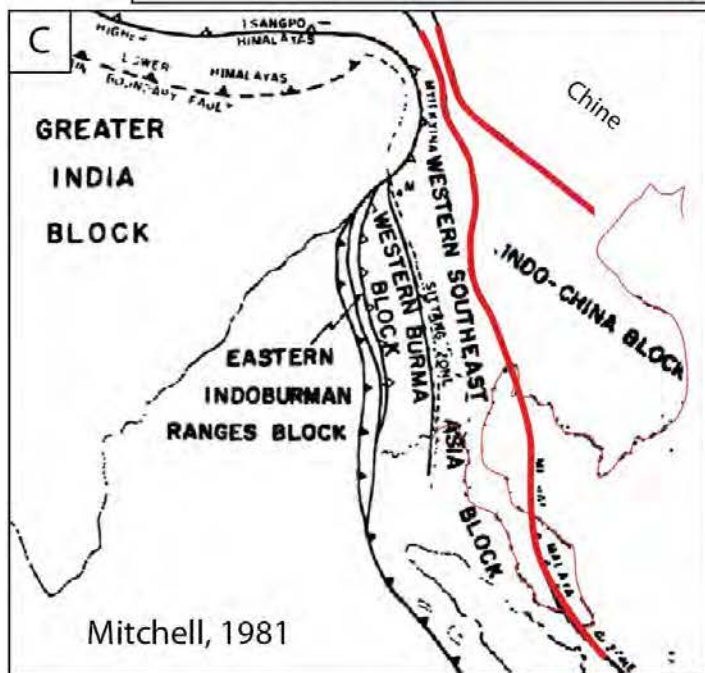 C
TSANGPO
HIGHER
HIMALAYAS
LOWER
HIMALAYAS
BOUNDARY FAULT
Chine
GREATER
INDIA
BLOCK
MYITKYINA
M
WESTERN SOUTHEAST
ASIA
BLOCK
WESTERN BURMA
BLOCK
SITTANG ZONE
INDO-CHINA BLOCK
EASTERN
INDOBURMAN
RANGES BLOCK
MALAYA
Mitchell, 1981